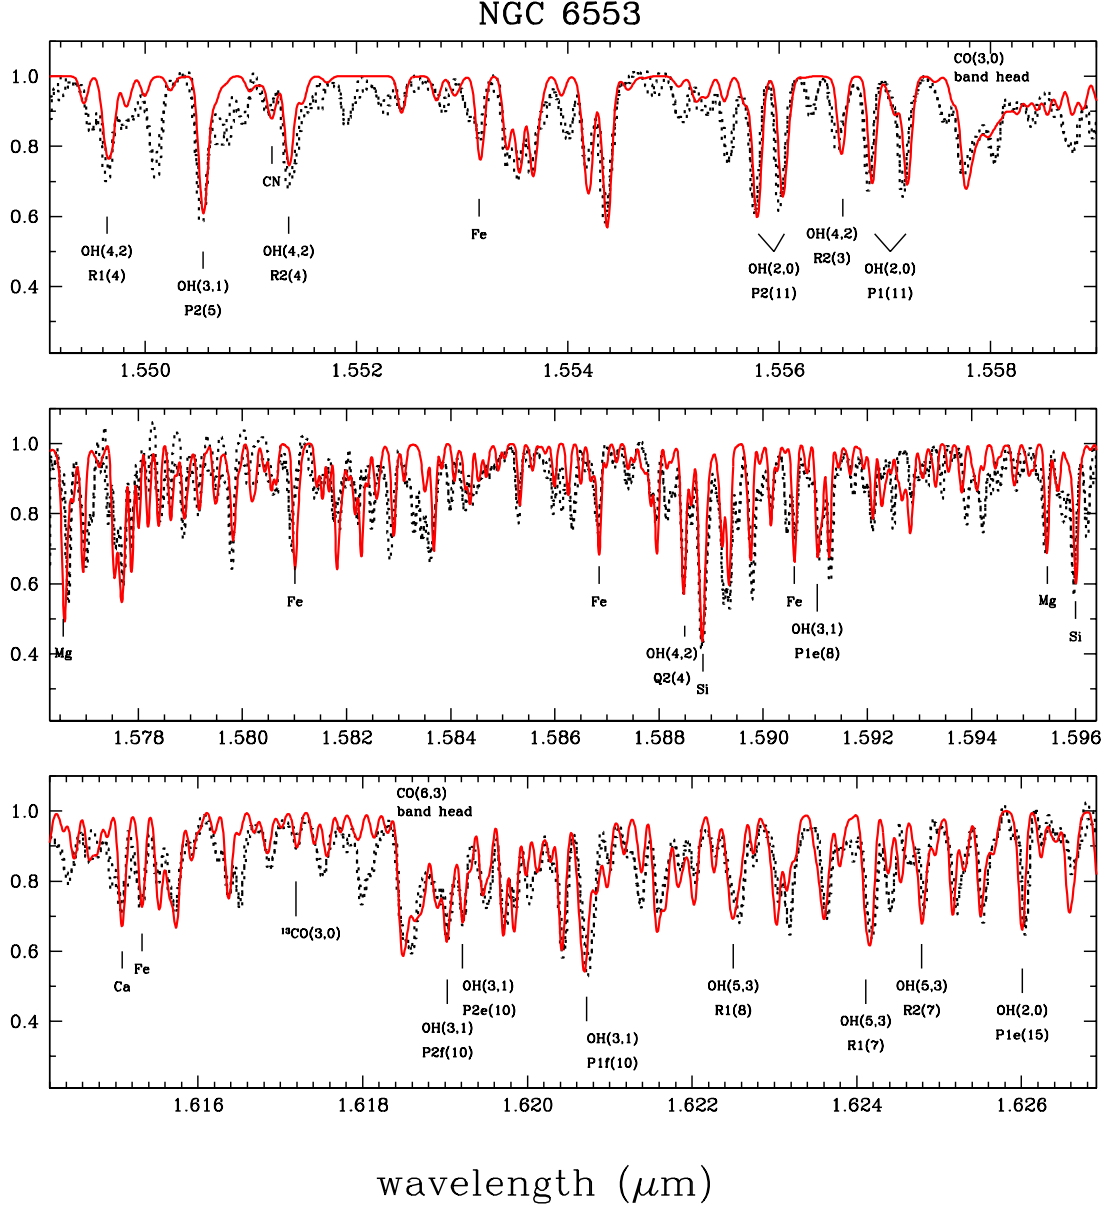 NGC 6553
CO(3,0)
band head
1.0
0.8
0.6
0.4
CN
Fe
OH(4,2)
R1(4)
OH(3,1)
P2(5)
OH(4,2)
R2(4)
OH(2,0)
P2(11)
OH(4,2)
R2(3)
OH(2,0)
P1(11)
1.550 1.552 1.554 1.556 1.558
1.0
0.8
0.6
0.4
Mg
Fe
Fe
OH(4,2)
Q2(4)
Si
Fe
OH(3,1)
P1e(8)
Mg
Si
1.578 1.580 1.582 1.584 1.586 1.588 1.590 1.592 1.594 1.596
CO(6,3)
band head
1.0
0.8
0.6
0.4
Ca
Fe
¹³CO(3,0)
OH(3,1)
P2f(10)
OH(3,1)
P2e(10)
OH(3,1)
P1f(10)
OH(5,3)
R1(8)
OH(5,3)
R1(7)
OH(5,3)
R2(7)
OH(2,0)
P1e(15)
1.616 1.618 1.620 1.622 1.624 1.626
wavelength (μm)